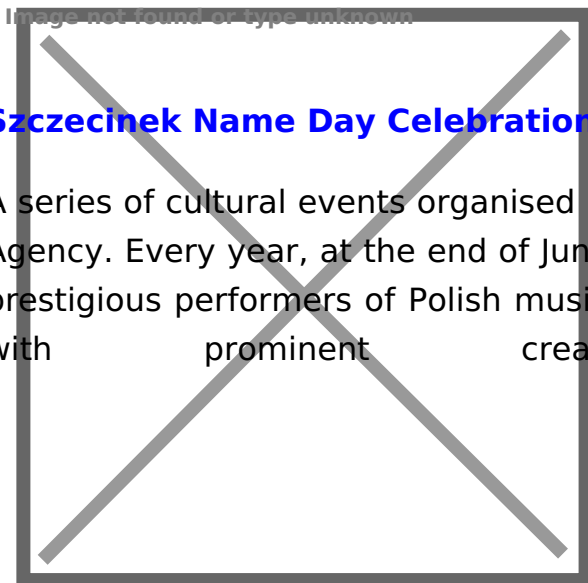 Image not found or type unknown
Szczecinek Name Day Celebration
A series of cultural events organised
Agency. Every year, at the end of Jun
prestigious performers of Polish musi
with prominent crea